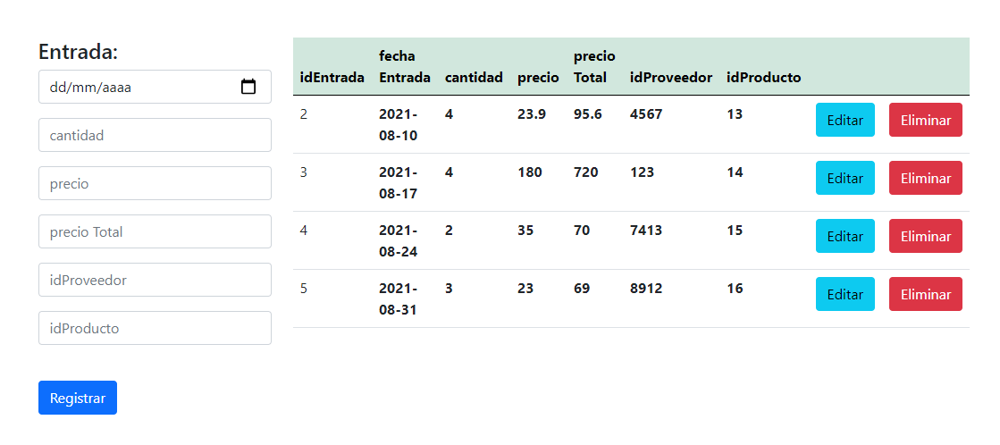 Entrada:
dd/mm/aaaa
cantidad
precio
precio Total
idProveedor
idProducto
Registrar
idEntrada fecha Entrada cantidad precio precio Total idProveedor idProducto
2 2021-08-10 4 23.9 95.6 4567 13 Editar Eliminar
3 2021-08-17 4 180 720 123 14 Editar Eliminar
4 2021-08-24 2 35 70 7413 15 Editar Eliminar
5 2021-08-31 3 23 69 8912 16 Editar Eliminar